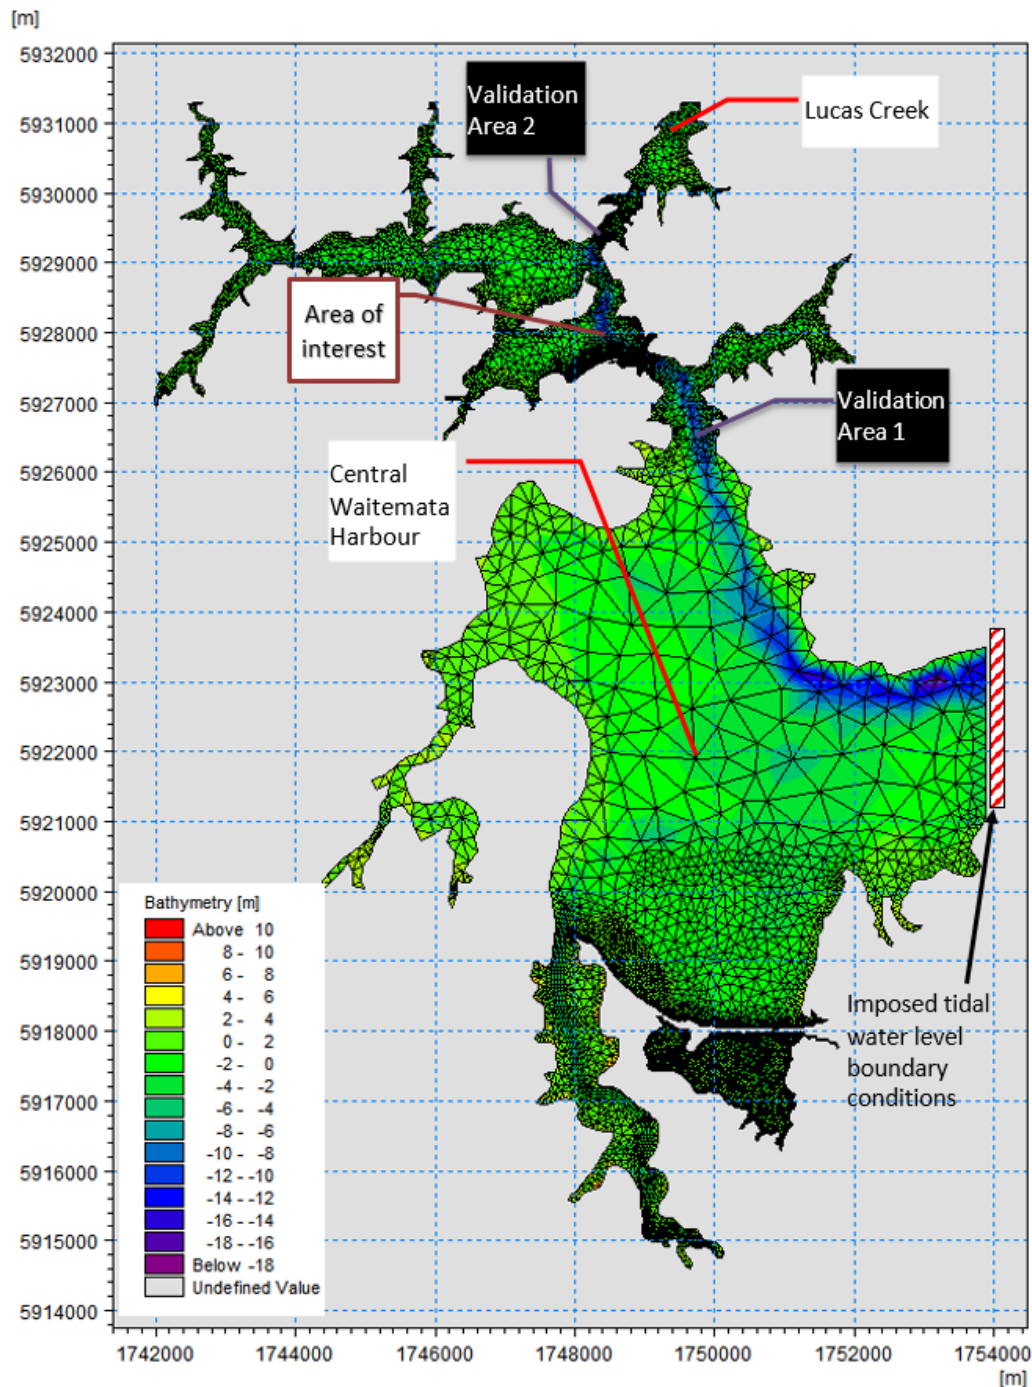 [m]
5932000
5931000
5930000
5929000
5928000
5927000
5926000
5925000
5924000
5923000
5922000
5921000
5920000
5919000
5918000
5917000
5916000
5915000
5914000
Validation
Area 2
Lucas Creek
Area of
interest
Validation
Area 1
Central
Waitemata
Harbour
Imposed tidal
water level
boundary
conditions
Bathymetry [m]
Above 10
8 - 10
6 - 8
4 - 6
2 - 4
0 - 2
-2 - 0
-4 - -2
-6 - -4
-8 - -6
-10 - -8
-12 - -10
-14 - -12
-16 - -14
-18 - -16
Below -18
Undefined Value
1742000 1744000 1746000 1748000 1750000 1752000 1754000
[m]